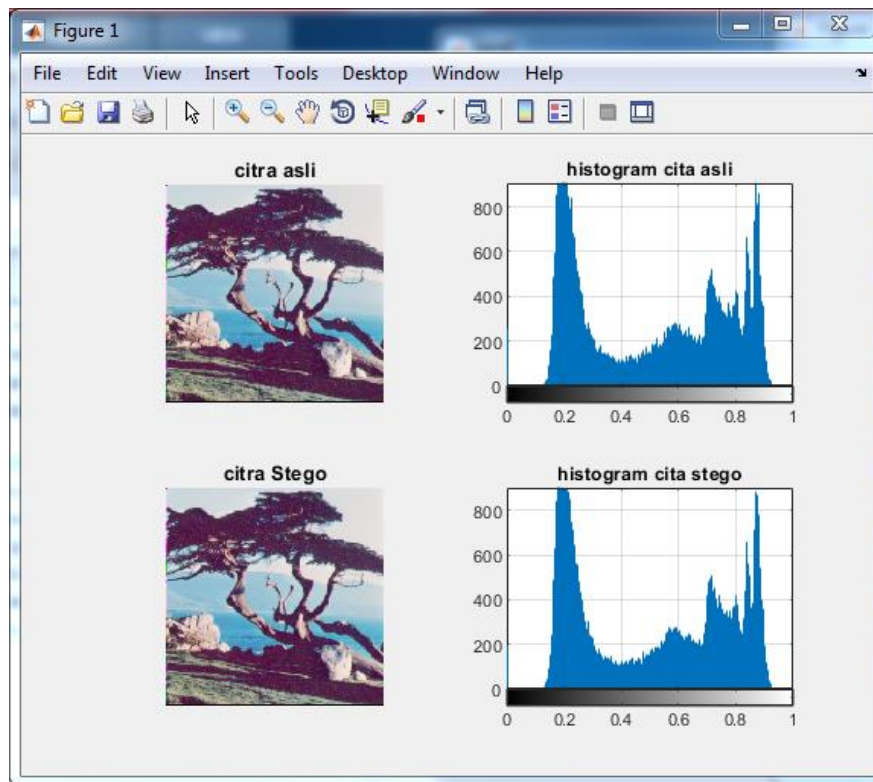 Figure 1
File Edit View Insert Tools Desktop Window Help
citra asli
histogram cita asli
800
600
400
200
0
0 0.2 0.4 0.6 0.8 1
citra Stego
histogram cita stego
800
600
400
200
0
0 0.2 0.4 0.6 0.8 1